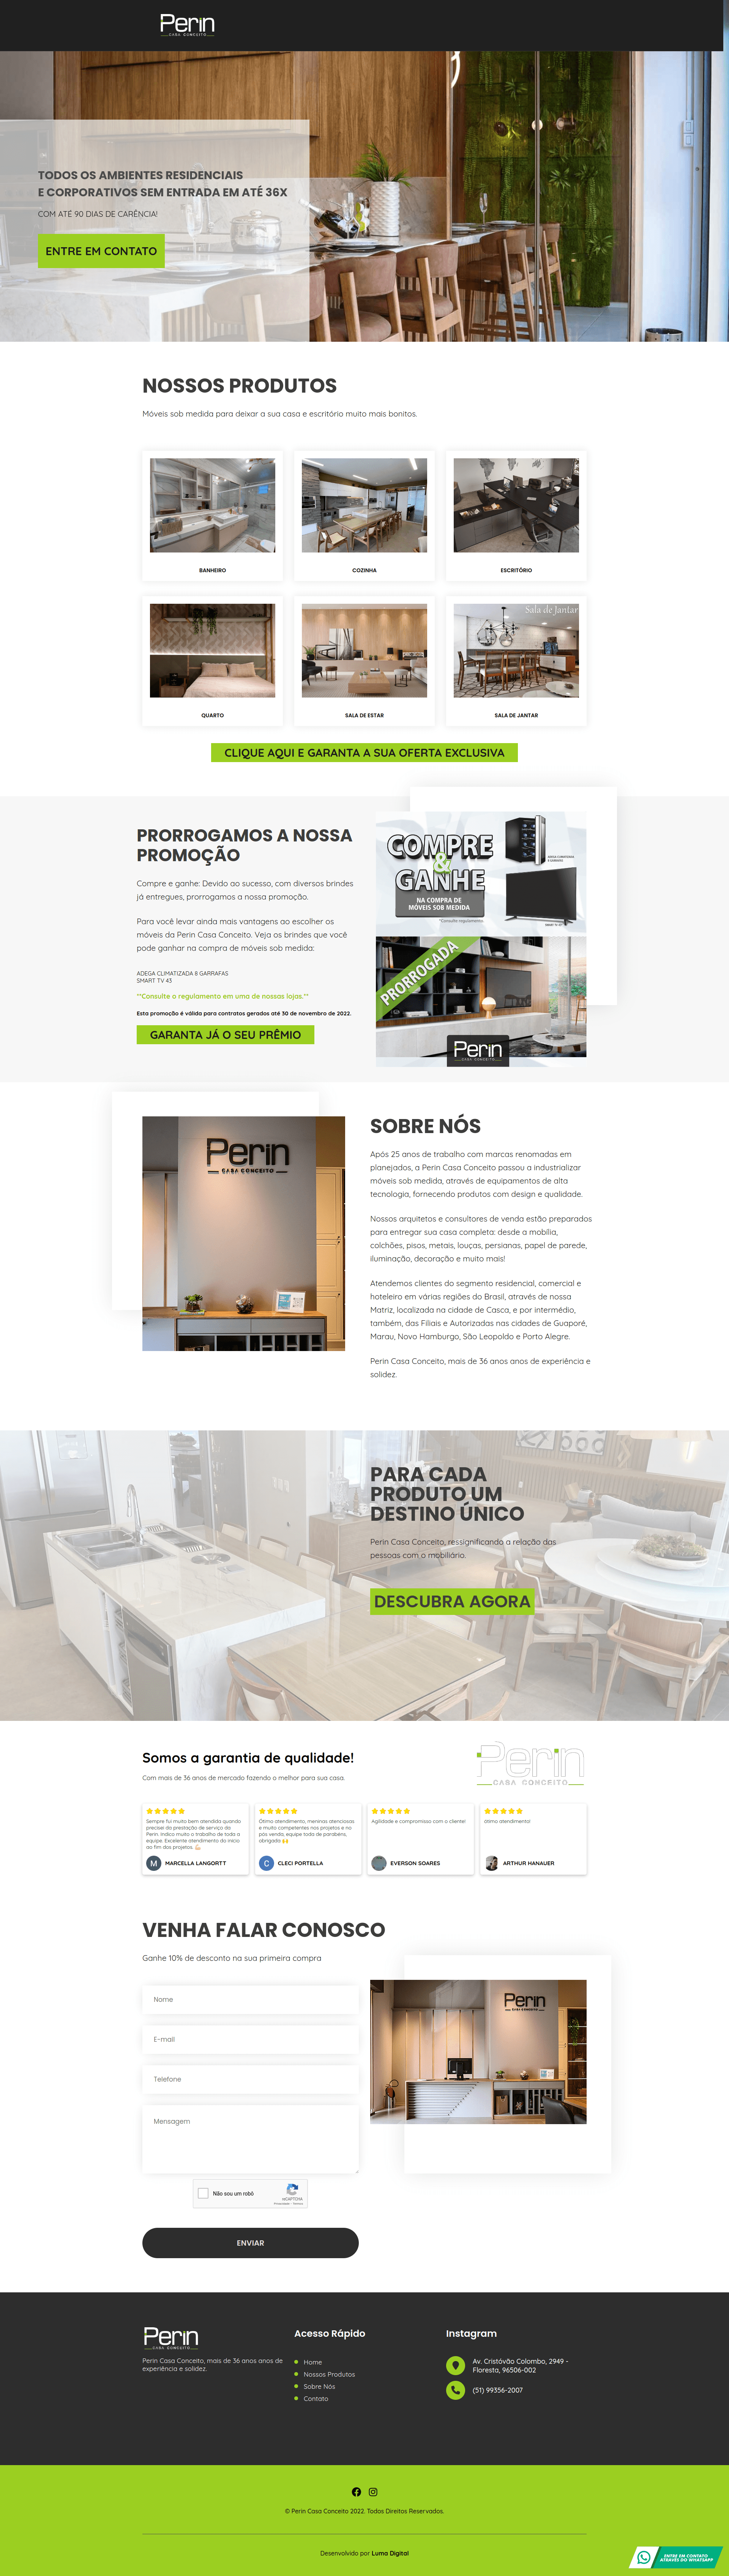 Perin
CASA CONCEITO
TODOS OS AMBIENTES RESIDENCIAIS
E CORPORATIVOS SEM ENTRADA EM ATÉ 36X
COM ATÉ 90 DIAS DE CARÊNCIA!
ENTRE EM CONTATO
NOSSOS PRODUTOS
Móveis sob medida para deixar a sua casa e escritório muito mais bonitos.
BANHEIRO
COZINHA
ESCRITÓRIO
Sala de Jantar
QUARTO
SALA DE ESTAR
SALA DE JANTAR
CLIQUE AQUI E GARANTA A SUA OFERTA EXCLUSIVA
PRORROGAMOS A NOSSA
PROMOÇÃO
Compre e ganhe: Devido ao sucesso, com diversos brindes
já entregues, prorrogamos a nossa promoção.
Para você levar ainda mais vantagens ao escolher os
móveis da Perin Casa Conceito. Veja os brindes que você
pode ganhar na compra de móveis sob medida:
ADEGA CLIMATIZADA 8 GARRAFAS
SMART TV 43
**Consulte o regulamento em uma de nossas lojas.**
Esta promoção é válida para contratos gerados até 30 de novembro de 2022.
GARANTA JÁ O SEU PRÊMIO
COMPRE
&
GANHE
NA COMPRA DE
MÓVEIS SOB MEDIDA
*Consulte regulamento
ADEGA CLIMATIZADA
8 GARRAFAS
SMART TV 43"
PRORROGADA
Perin
CASA CONCEITO
Perin
CASA CONCEITO
SOBRE NÓS
Após 25 anos de trabalho com marcas renomadas em
planejados, a Perin Casa Conceito passou a industrializar
móveis sob medida, através de equipamentos de alta
tecnologia, fornecendo produtos com design e qualidade.
Nossos arquitetos e consultores de venda estão preparados
para entregar sua casa completa: desde a mobília,
colchões, pisos, metais, louças, persianas, papel de parede,
iluminação, decoração e muito mais!
Atendemos clientes do segmento residencial, comercial e
hoteleiro em várias regiões do Brasil, através de nossa
Matriz, localizada na cidade de Casca, e por intermédio,
também, das Filiais e Autorizadas nas cidades de Guaporé,
Marau, Novo Hamburgo, São Leopoldo e Porto Alegre.
Perin Casa Conceito, mais de 36 anos anos de experiência e
solidez.
PARA CADA
PRODUTO UM
DESTINO ÚNICO
Perin Casa Conceito, ressignificando a relação das
pessoas com o mobiliário.
DESCUBRA AGORA
Somos a garantia de qualidade!
Com mais de 36 anos de mercado fazendo o melhor para sua casa.
Perin
CASA CONCEITO
Sempre fui muito bem atendida quando
precisei da prestação de serviço da
Perin. Indico muito o trabalho de toda a
equipe. Excelente atendimento do início
ao fim dos projetos. 💪
M
MARCELLA LANGORTT
Ótimo atendimento, meninas atenciosas
e muito competentes nos projetos e no
pós venda, equipe toda de parabéns,
obrigada 🙌
C
CLECI PORTELLA
Agilidade e compromisso com o cliente!
EVERSON SOARES
ótimo atendimento!
ARTHUR HANAUER
VENHA FALAR CONOSCO
Ganhe 10% de desconto na sua primeira compra
Nome
E-mail
Telefone
Mensagem
Não sou um robô
reCAPTCHA
Privacidade - Termos
ENVIAR
Perin
CASA CONCEITO
Perin
CASA CONCEITO
Perin Casa Conceito, mais de 36 anos anos de
experiência e solidez.
Acesso Rápido
Home
Nossos Produtos
Sobre Nós
Contato
Instagram
Av. Cristóvão Colombo, 2949 -
Floresta, 96506-002
(51) 99356-2007
© Perin Casa Conceito 2022. Todos Direitos Reservados.
Desenvolvido por Luma Digital
ENTRE EM CONTATO
ATRAVÉS DO WHATSAPP